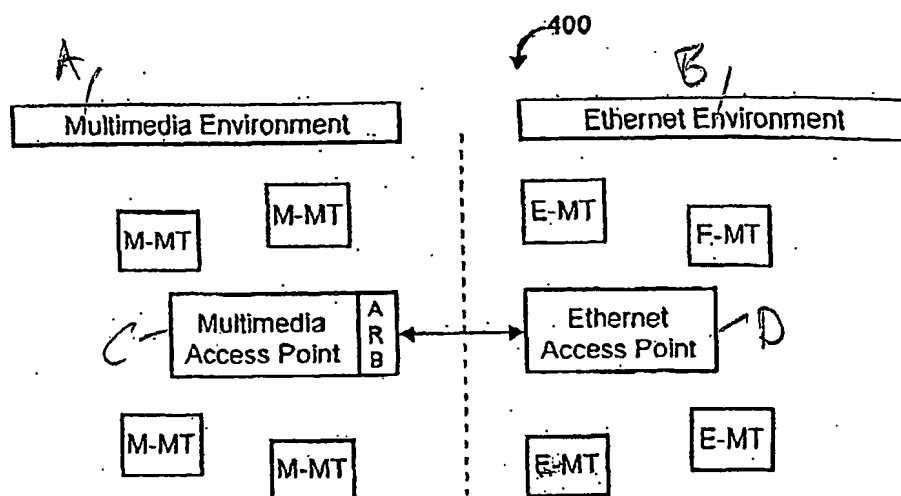 400
A
B
Multimedia Environment
Ethernet Environment
M-MT
M-MT
E-MT
F-MT
C
Multimedia
Access Point
A
R
B
Ethernet
Access Point
D
M-MT
M-MT
E-MT
E-MT